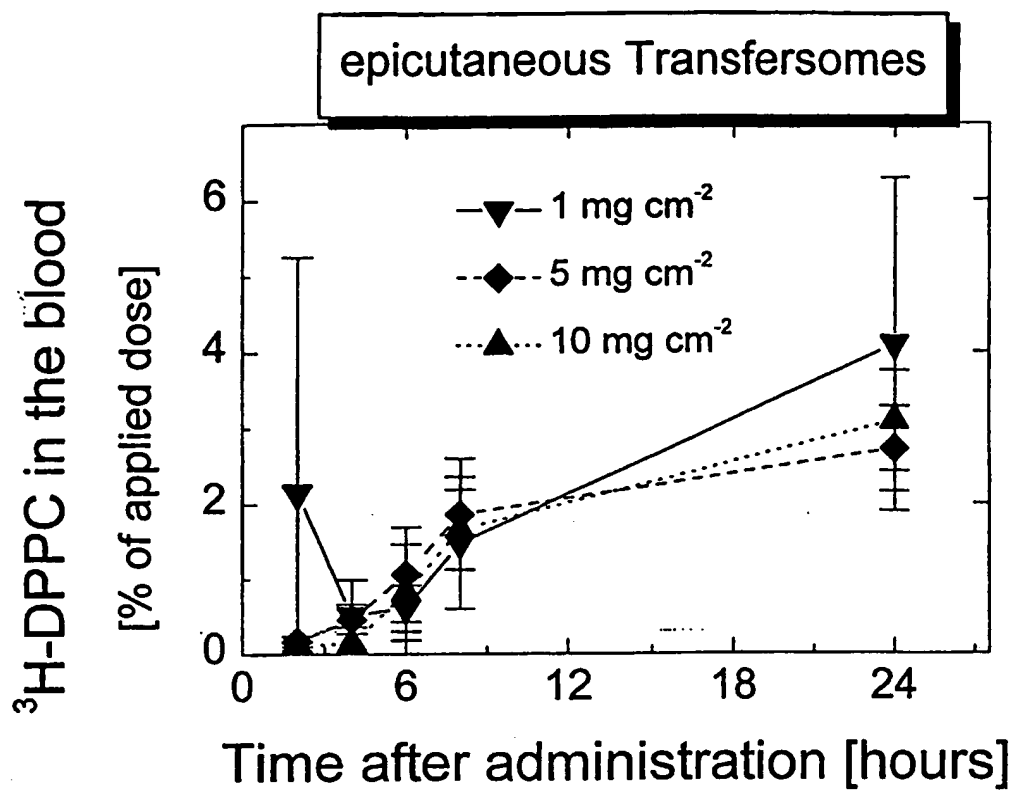 epicutaneous Transfersomes
³H-DPPC in the blood
[% of applied dose]
6
4
2
0
1 mg cm⁻²
5 mg cm⁻²
10 mg cm⁻²
0 6 12 18 24
Time after administration [hours]